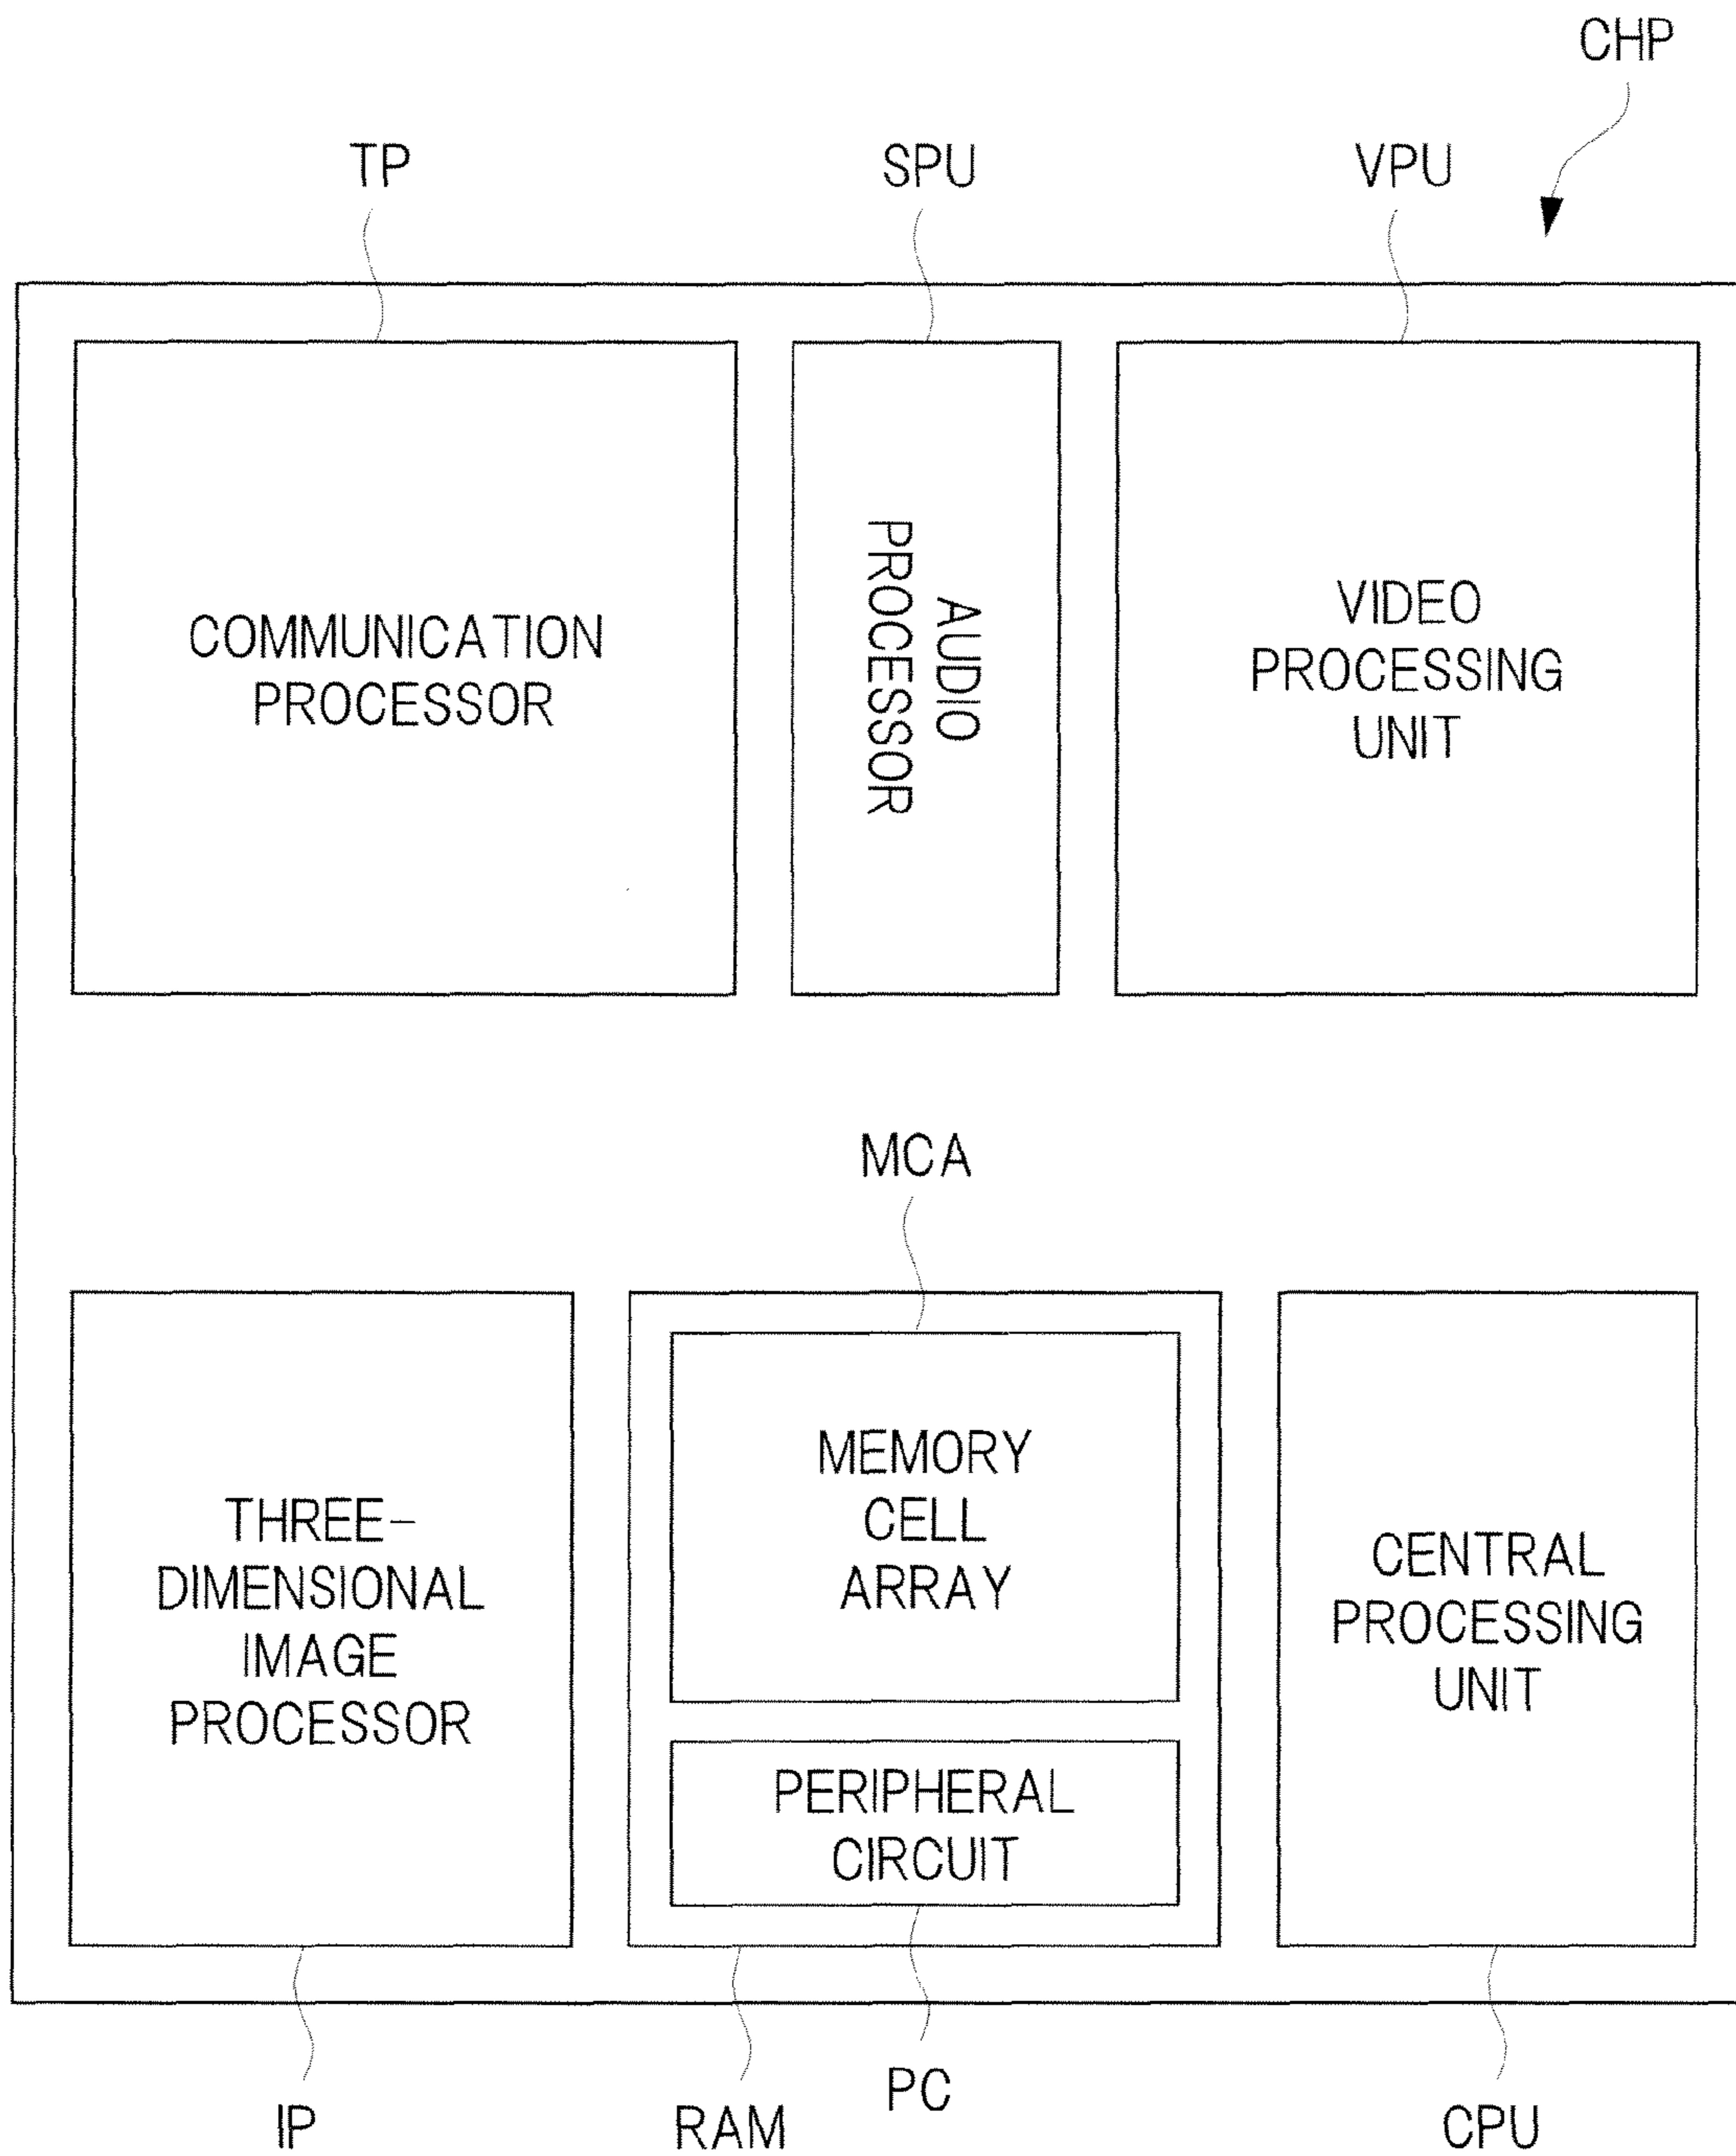 CHP
TP
SPU
VPU
COMMUNICATION
PROCESSOR
AUDIO
PROCESSOR
VIDEO
PROCESSING
UNIT
MCA
THREE-
DIMENSIONAL
IMAGE
PROCESSOR
MEMORY
CELL
ARRAY
PERIPHERAL
CIRCUIT
CENTRAL
PROCESSING
UNIT
IP
RAM
PC
CPU